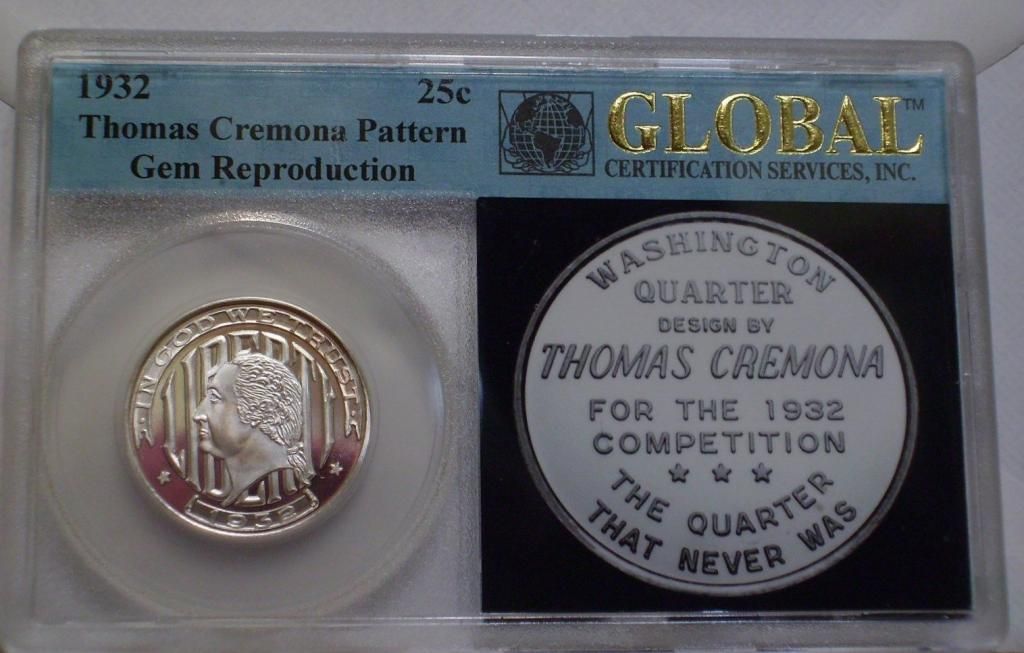 1932 25c
Thomas Cremona Pattern
Gem Reproduction
GLOBAL™
CERTIFICATION SERVICES, INC.
IN GOD WE TRUST
LIBERTY
1932
WASHINGTON
QUARTER
DESIGN BY
THOMAS CREMONA
FOR THE 1932
COMPETITION
THE QUARTER
THAT NEVER WAS